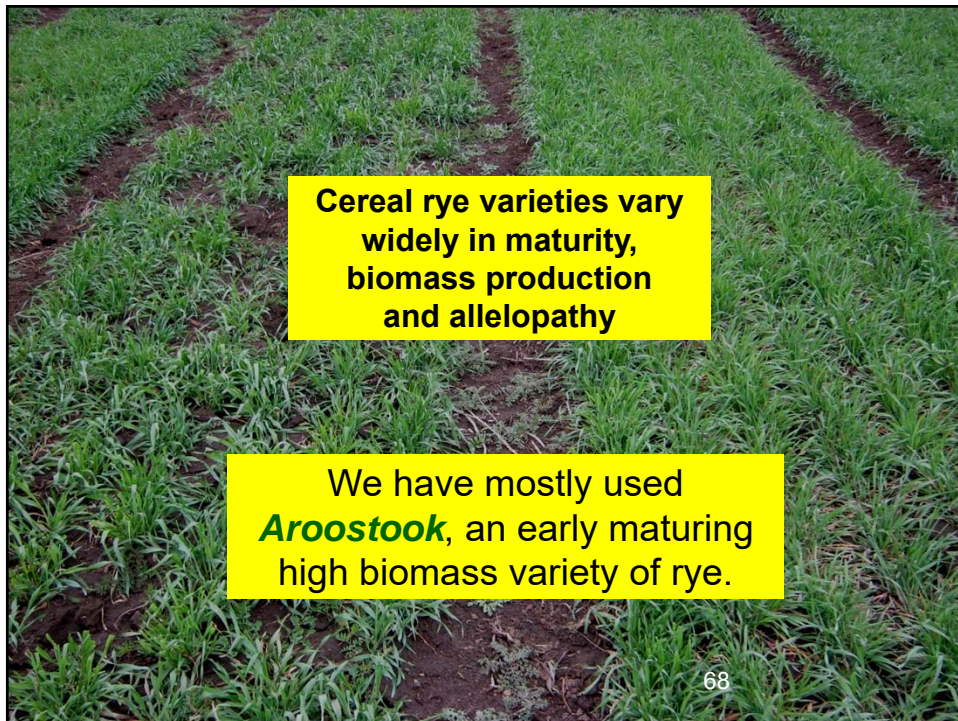 Cereal rye varieties vary
widely in maturity,
biomass production
and allelopathy
We have mostly used
Aroostook, an early maturing
high biomass variety of rye.
68